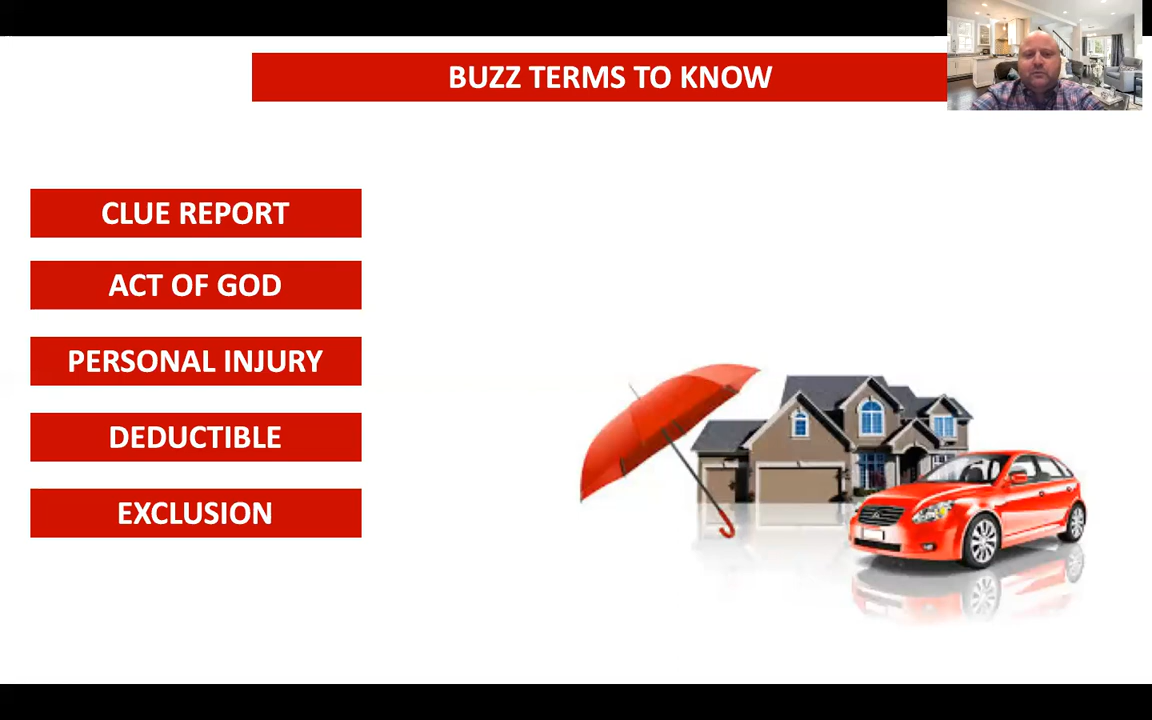 BUZZ TERMS TO KNOW
CLUE REPORT
ACT OF GOD
PERSONAL INJURY
DEDUCTIBLE
EXCLUSION